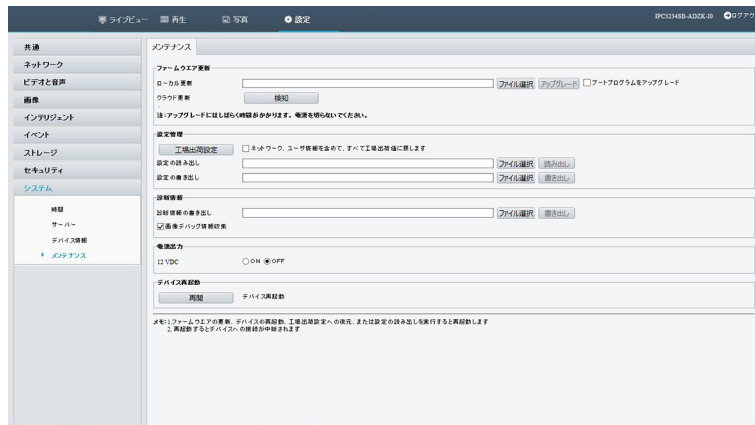 ライブビュー 再生 写真 設定 IPC3234SB-ADZK-I0 ログアウ
共通
ネットワーク
ビデオと音声
画像
インテリジェント
イベント
ストレージ
セキュリティ
システム
時間
サーバー
デバイス情報
メンテナンス
メンテナンス
ファームウエア更新
ローカル更新 ファイル選択 アップグレード ブートプログラムをアップグレード
クラウド更新 検知
注:アップグレードにはしばらく時間がかかります。電源を切らないでください。
設定管理
工場出荷設定 ネットワーク、ユーザ情報を含めて、すべて工場出荷値に戻します
設定の読み出し ファイル選択 読み出し
設定の書き出し ファイル選択 書き出し
診断情報
診断情報の書き出し ファイル選択 書き出し
画像デバッグ情報収集
電源出力
12 VDC ON OFF
デバイス再起動
再開 デバイス再起動
メモ:1.ファームウエアの更新、デバイスの再起動、工場出荷設定への復元、または設定の読み出しを実行すると再起動します
2.再起動するとデバイスへの接続が中断されます